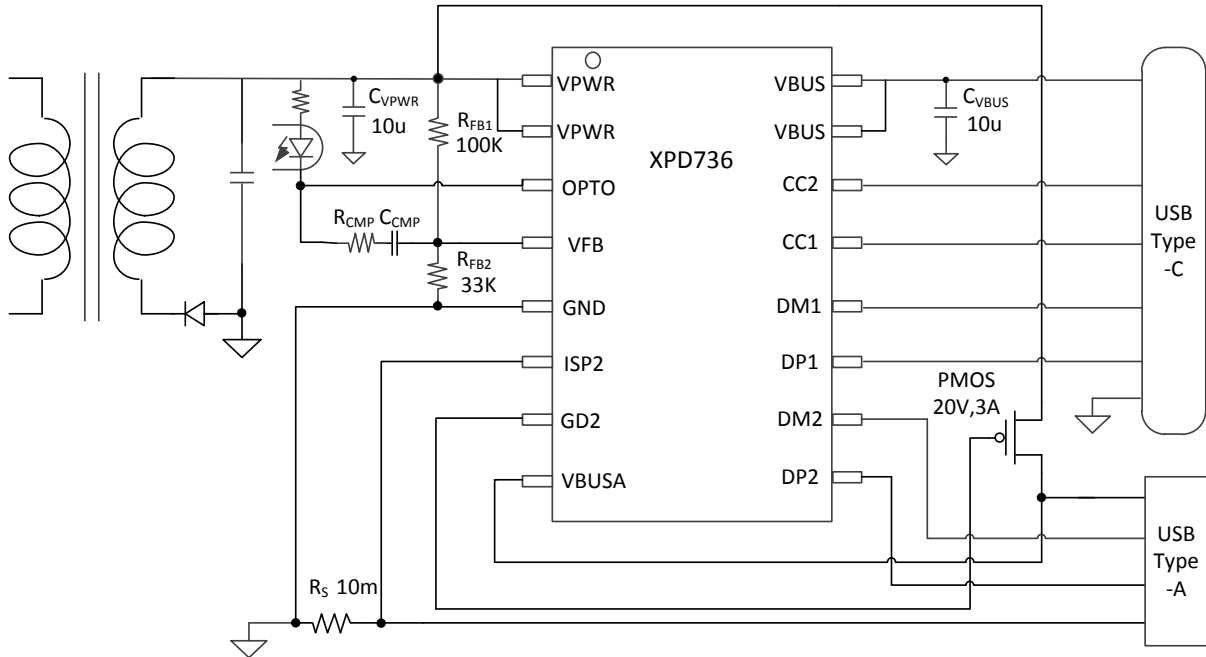 CVPWR
10u
RFB1
100K
RCMP CCMP
RFB2
33K
RS 10m
XPD736
VPWR
VPWR
OPTO
VFB
GND
ISP2
GD2
VBUSA
VBUS
VBUS
CC2
CC1
DM1
DP1
DM2
DP2
CVBUS
10u
PMOS
20V,3A
USB
Type
-C
USB
Type
-A